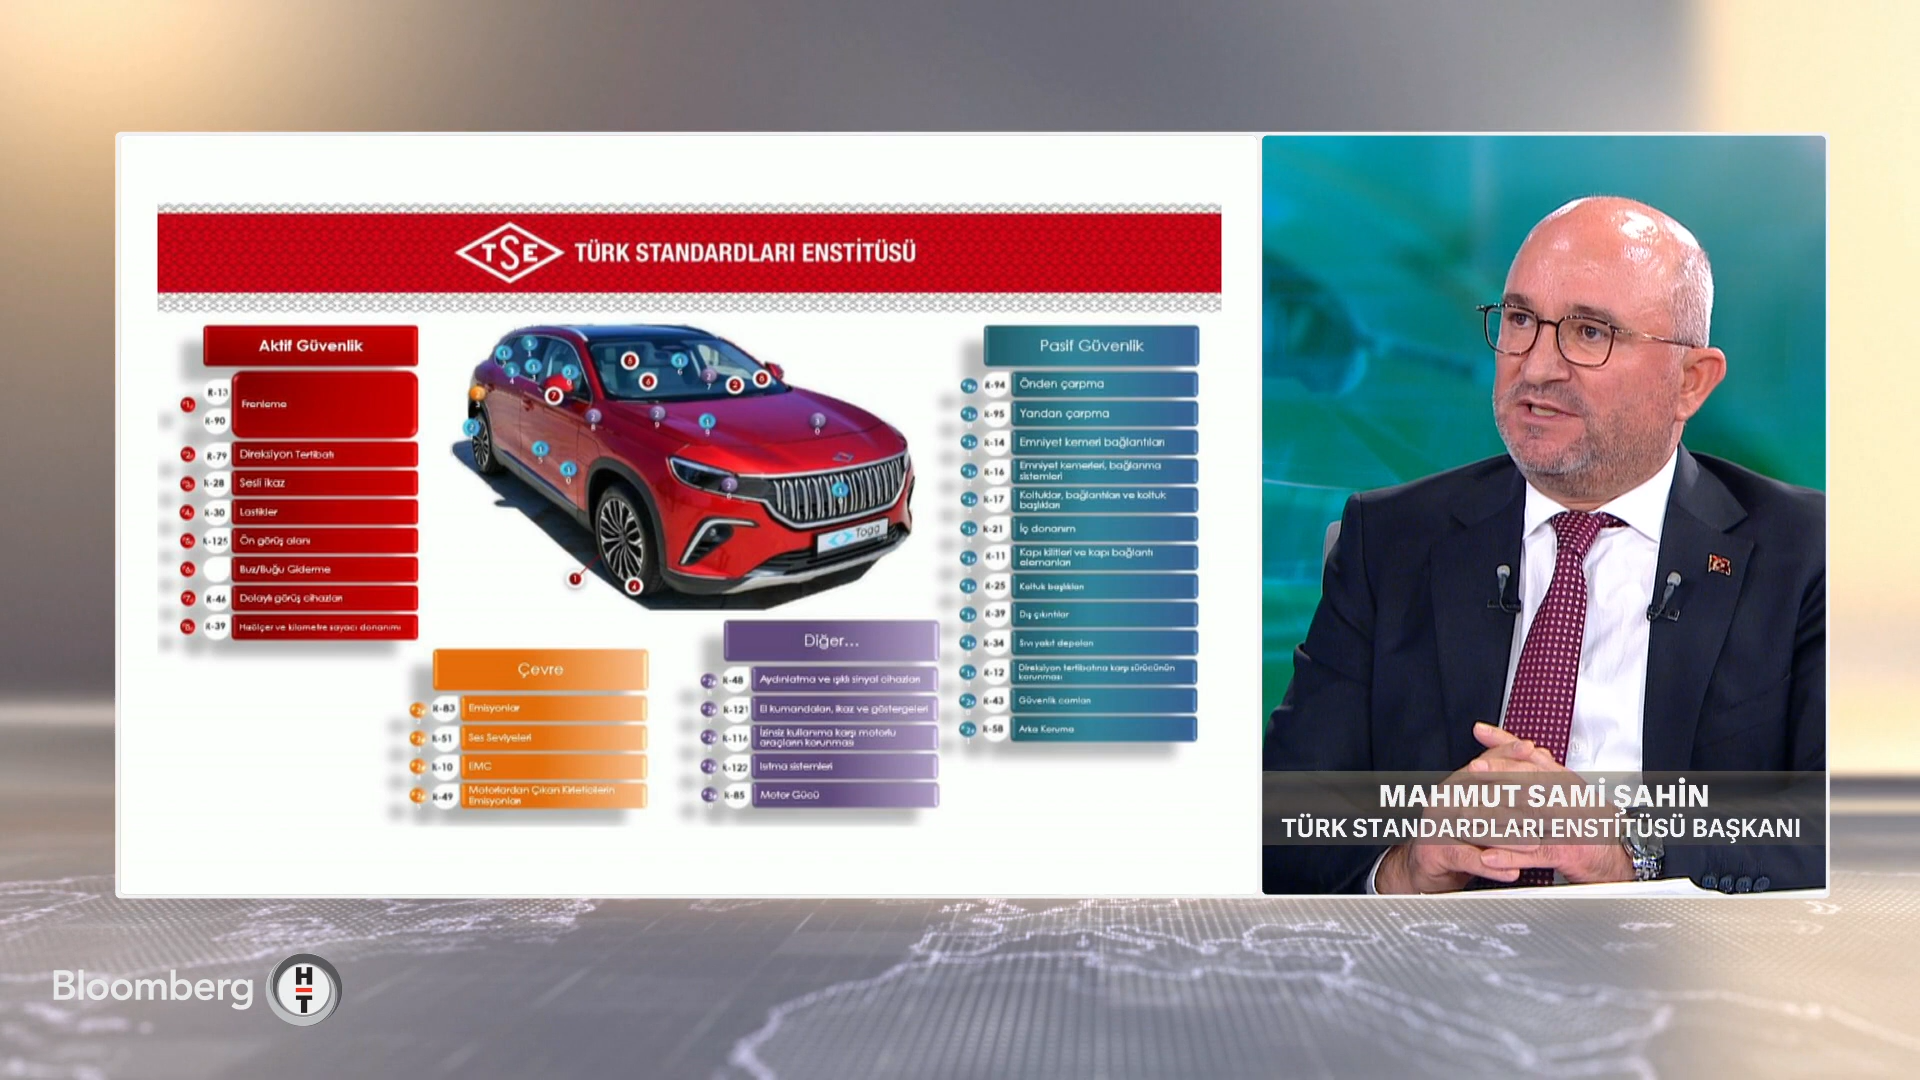 TSE TÜRK STANDARDLARI ENSTİTÜSÜ
Aktif Güvenlik
R-13
R-90
Frenleme
R-79 Direksiyon Tertibatı
R-28 Sesli ikaz
R-30 Lastikler
R-125 Ön görüş alanı
Buz/Buğu Giderme
R-46 Dolaylı görüş cihazları
R-39 Hızölçer ve kilometre sayacı donanımı
Togg
Çevre
R-83 Emisyonlar
R-51 Ses Seviyeleri
R-10 EMC
R-49 Motorlardan Çıkan Kirleticilerin
Emisyonları
Diğer...
R-48 Aydınlatma ve ışıklı sinyal cihazları
R-121 El kumandaları, ikaz ve göstergeleri
R-116 İzinsiz kullanıma karşı motorlu
araçların korunması
R-122 Isıtma sistemleri
R-85 Motor Gücü
Pasif Güvenlik
R-94 Önden çarpma
R-95 Yandan çarpma
R-14 Emniyet kemeri bağlantıları
R-16 Emniyet kemerleri, bağlanma
sistemleri
R-17 Koltuklar, bağlantıları ve koltuk
başlıkları
R-21 İç donanım
R-11 Kapı kilitleri ve kapı bağlantı
elemanları
R-25 Koltuk başlıkları
R-39 Dış çıkıntılar
R-34 Sıvı yakıt depoları
R-12 Direksiyon tertibatına karşı sürücünün
korunması
R-43 Güvenlik camları
R-58 Arka Koruma
MAHMUT SAMİ ŞAHİN
TÜRK STANDARDLARI ENSTİTÜSÜ BAŞKANI
Bloomberg HT